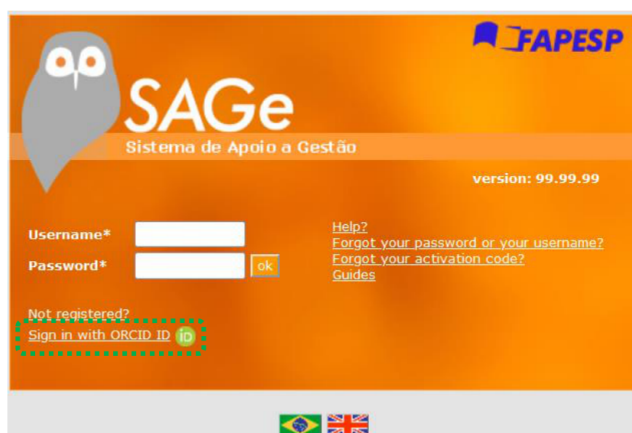 FAPESP
SAGe
Sistema de Apoio a Gestão
version: 99.99.99
Username*
Password*
ok
Help?
Forgot your password or your username?
Forgot your activation code?
Guides
Not registered?
Sign in with ORCID ID iD